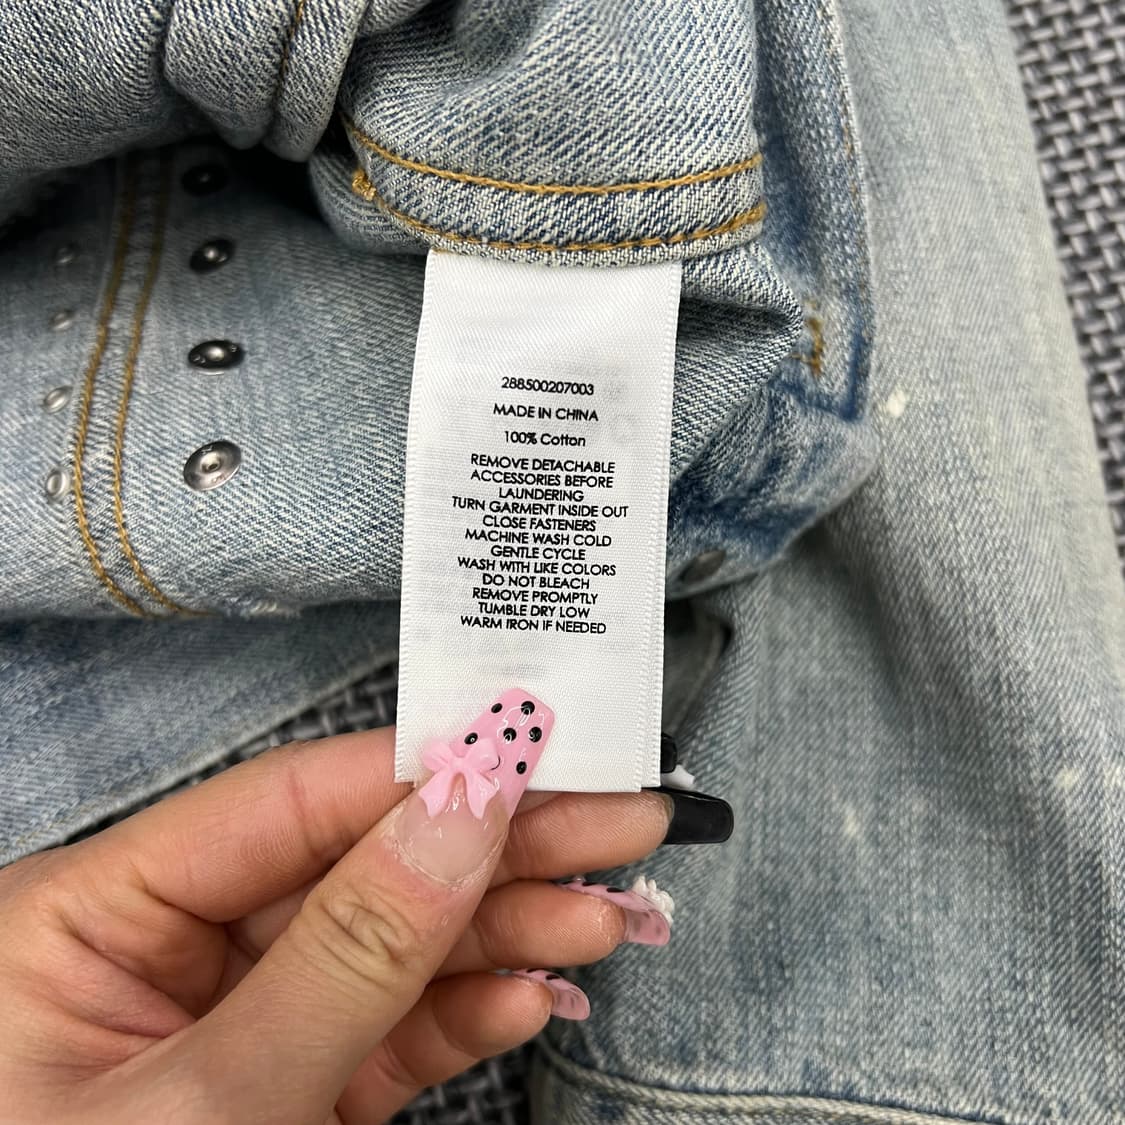 288500207003
MADE IN CHINA
100% Cotton
REMOVE DETACHABLE
ACCESSORIES BEFORE
LAUNDERING
TURN GARMENT INSIDE OUT
CLOSE FASTENERS
MACHINE WASH COLD
GENTLE CYCLE
WASH WITH LIKE COLORS
DO NOT BLEACH
REMOVE PROMPTLY
TUMBLE DRY LOW
WARM IRON IF NEEDED